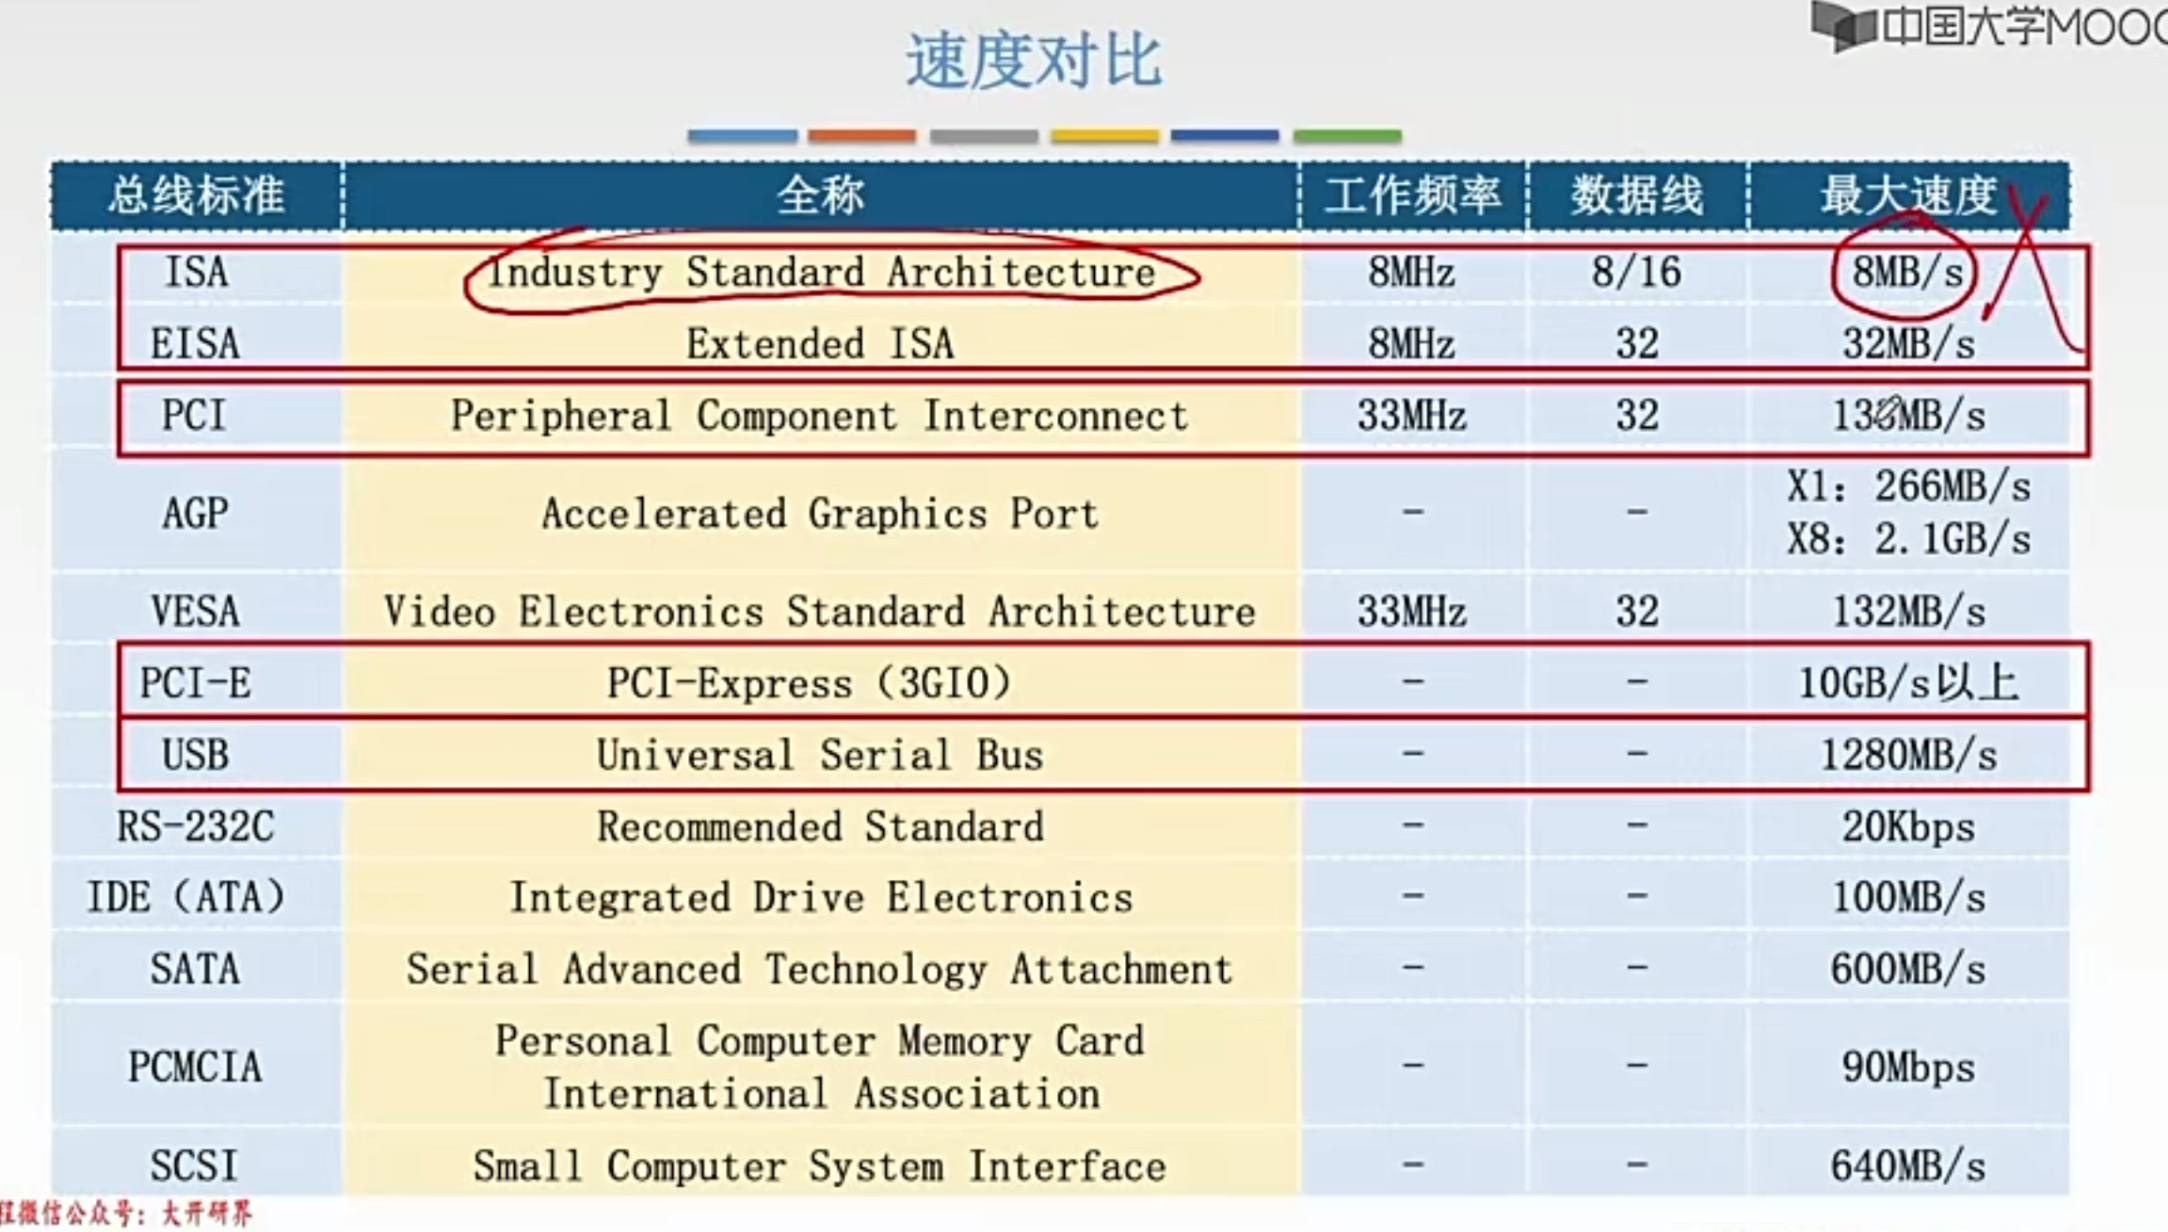 中国大学MOOC
速度对比
总线标准 全称 工作频率 数据线 最大速度
ISA Industry Standard Architecture 8MHz 8/16 8MB/s
EISA Extended ISA 8MHz 32 32MB/s
PCI Peripheral Component Interconnect 33MHz 32
AGP Accelerated Graphics Port - - X1: 266MB/s
X8: 2.1GB/s
VESA Video Electronics Standard Architecture 33MHz 32 132MB/s
PCI-E PCI-Express (3GIO) - - 10GB/s以上
USB Universal Serial Bus - - 1280MB/s
RS-232C Recommended Standard - - 20Kbps
IDE (ATA) Integrated Drive Electronics - - 100MB/s
SATA Serial Advanced Technology Attachment - - 600MB/s
PCMCIA Personal Computer Memory Card
International Association - - 90Mbps
SCSI Small Computer System Interface - - 640MB/s
程微信公众号：大开研界